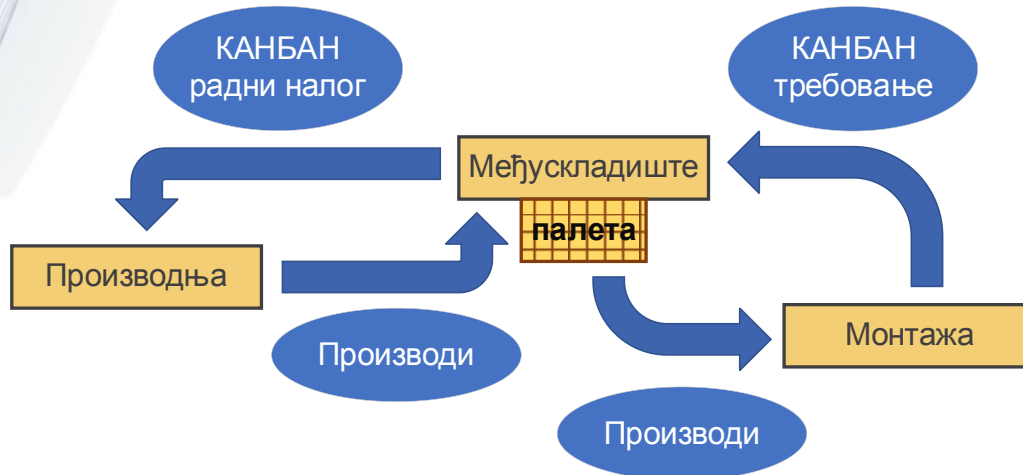 КАНБАН
радни налог
КАНБАН
требовање
Међускладиште
палета
Производња
Производи
Монтажа
Производи